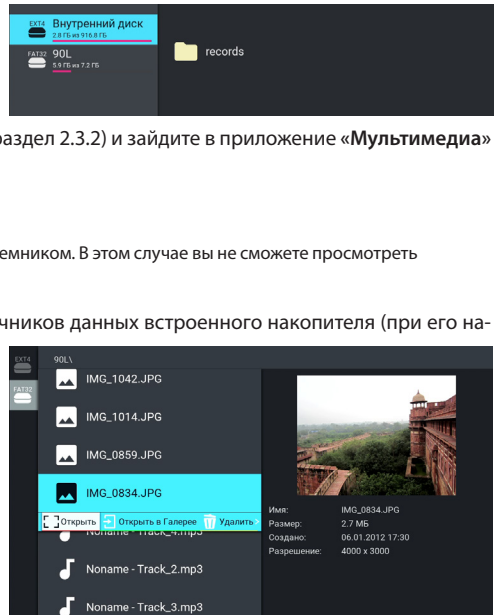 EXT4 Внутренний диск
2.8 ГБ из 916.8 ГБ
FAT32 90L
5.9 ГБ из 7.2 ГБ
records
раздел 2.3.2) и зайдите в приложение «Мультимедиа»
емником. В этом случае вы не сможете просмотреть
чников данных встроенного накопителя (при его на-
EXT4
FAT32
90L\
IMG_1042.JPG
IMG_1014.JPG
IMG_0859.JPG
IMG_0834.JPG
Открыть Открыть в Галерее Удалить
Noname - Track_4.mp3
Noname - Track_2.mp3
Noname - Track_3.mp3
Имя: IMG_0834.JPG
Размер: 2.7 МБ
Создано: 06.01.2012 17:30
Разрешение: 4000 x 3000